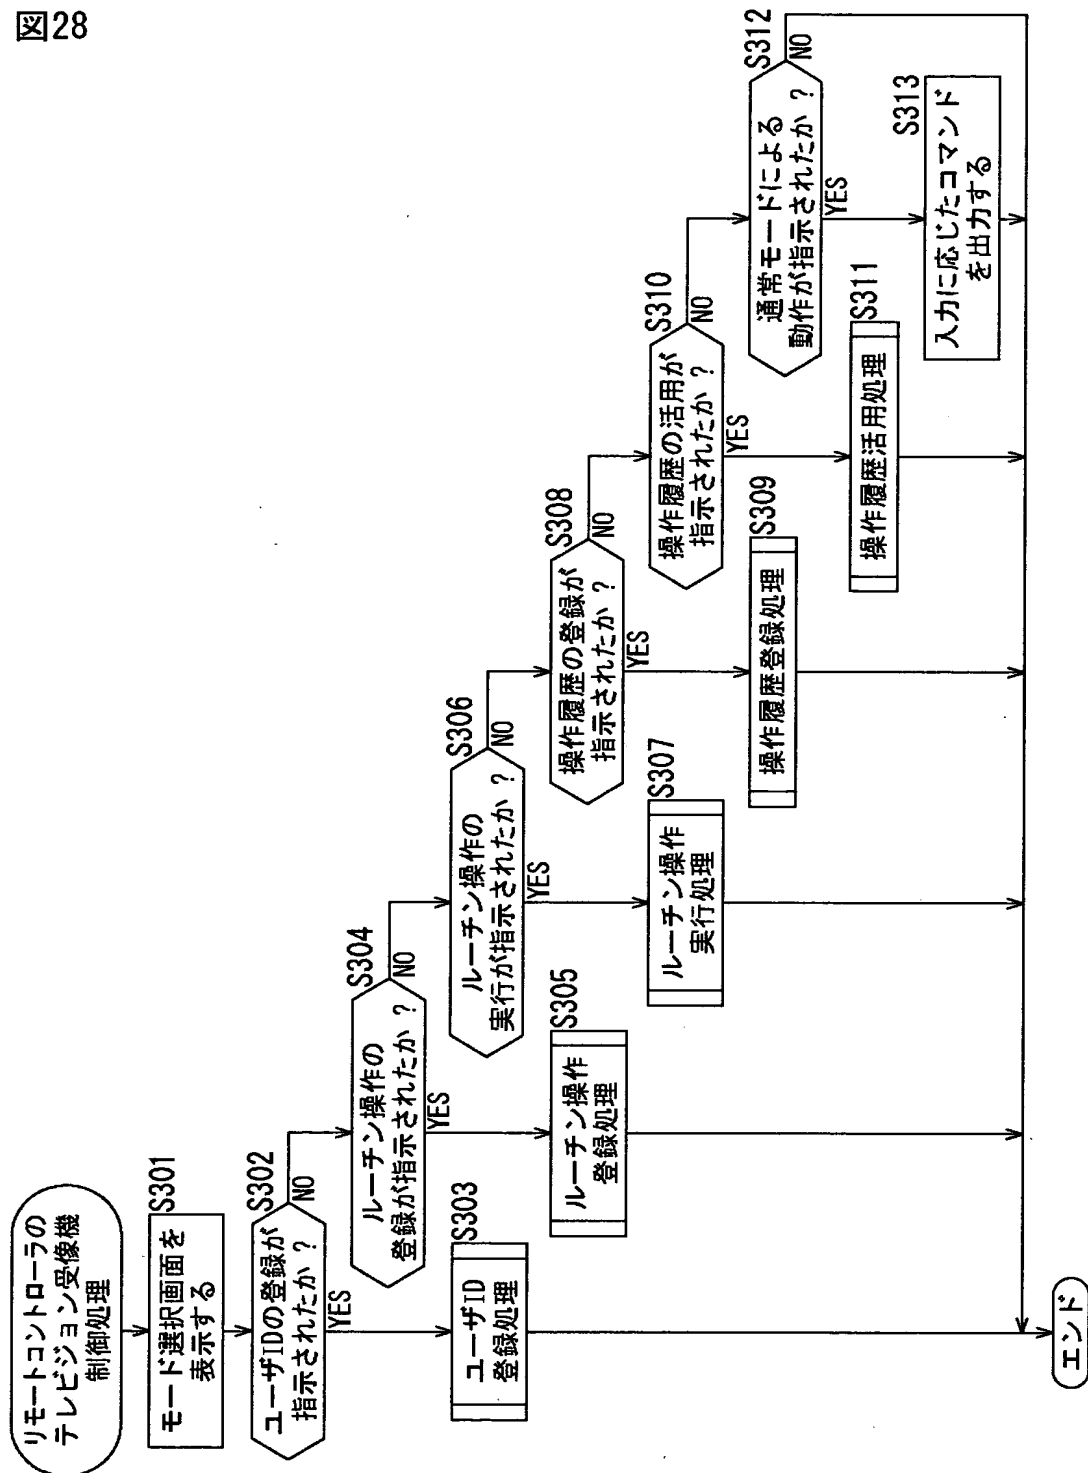 図28
リモートコントローラの
テレビジョン受像機
制御処理
S301
モード選択画面を
表示する
S302
ユーザIDの登録が
指示されたか？
NO
YES
S303
ユーザID
登録処理
S304
ルーチン操作の
登録が指示されたか？
NO
YES
S305
ルーチン操作
登録処理
S306
ルーチン操作の
実行が指示されたか？
NO
YES
S307
ルーチン操作
実行処理
S308
操作履歴の登録が
指示されたか？
NO
YES
S309
操作履歴登録処理
S310
操作履歴の活用が
指示されたか？
NO
YES
S311
操作履歴活用処理
S312
通常モードによる
動作が指示されたか？
NO
YES
S313
入力に応じたコマンド
を出力する
エンド